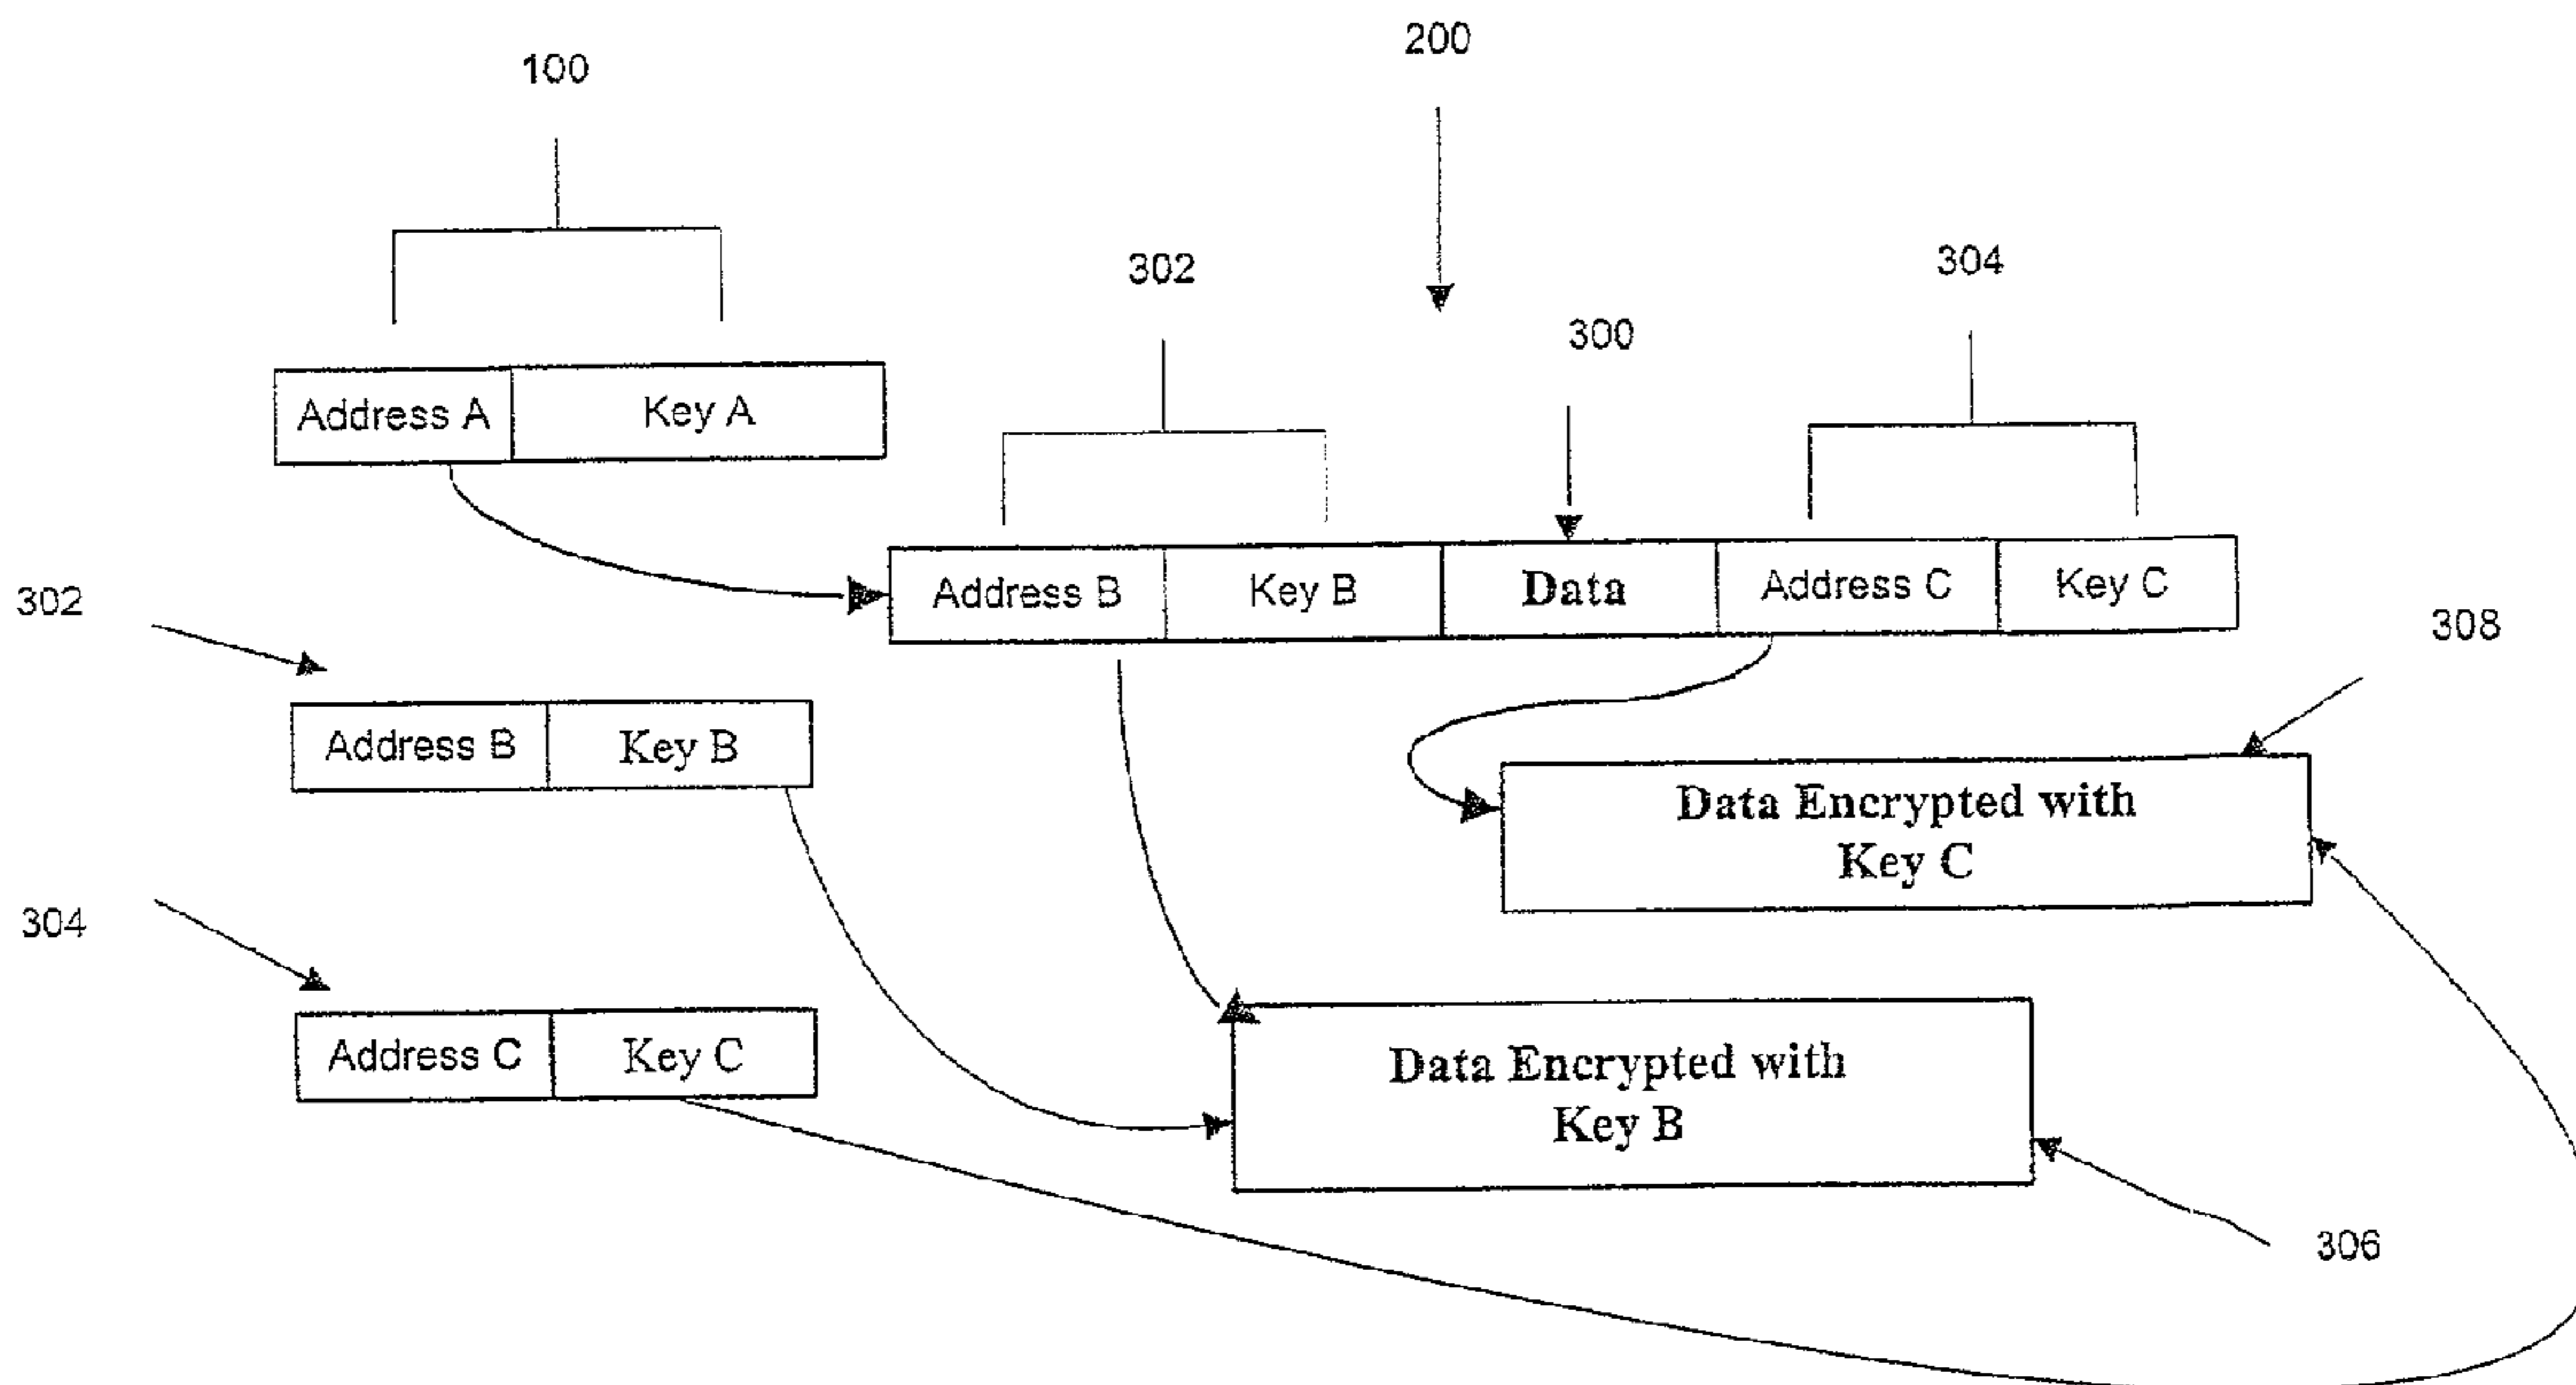 200
100
302
304
300
Address A Key A
Address B Key B Data Address C Key C
302
308
Address B Key B
Data Encrypted with
Key C
304
Address C Key C
Data Encrypted with
Key B
306